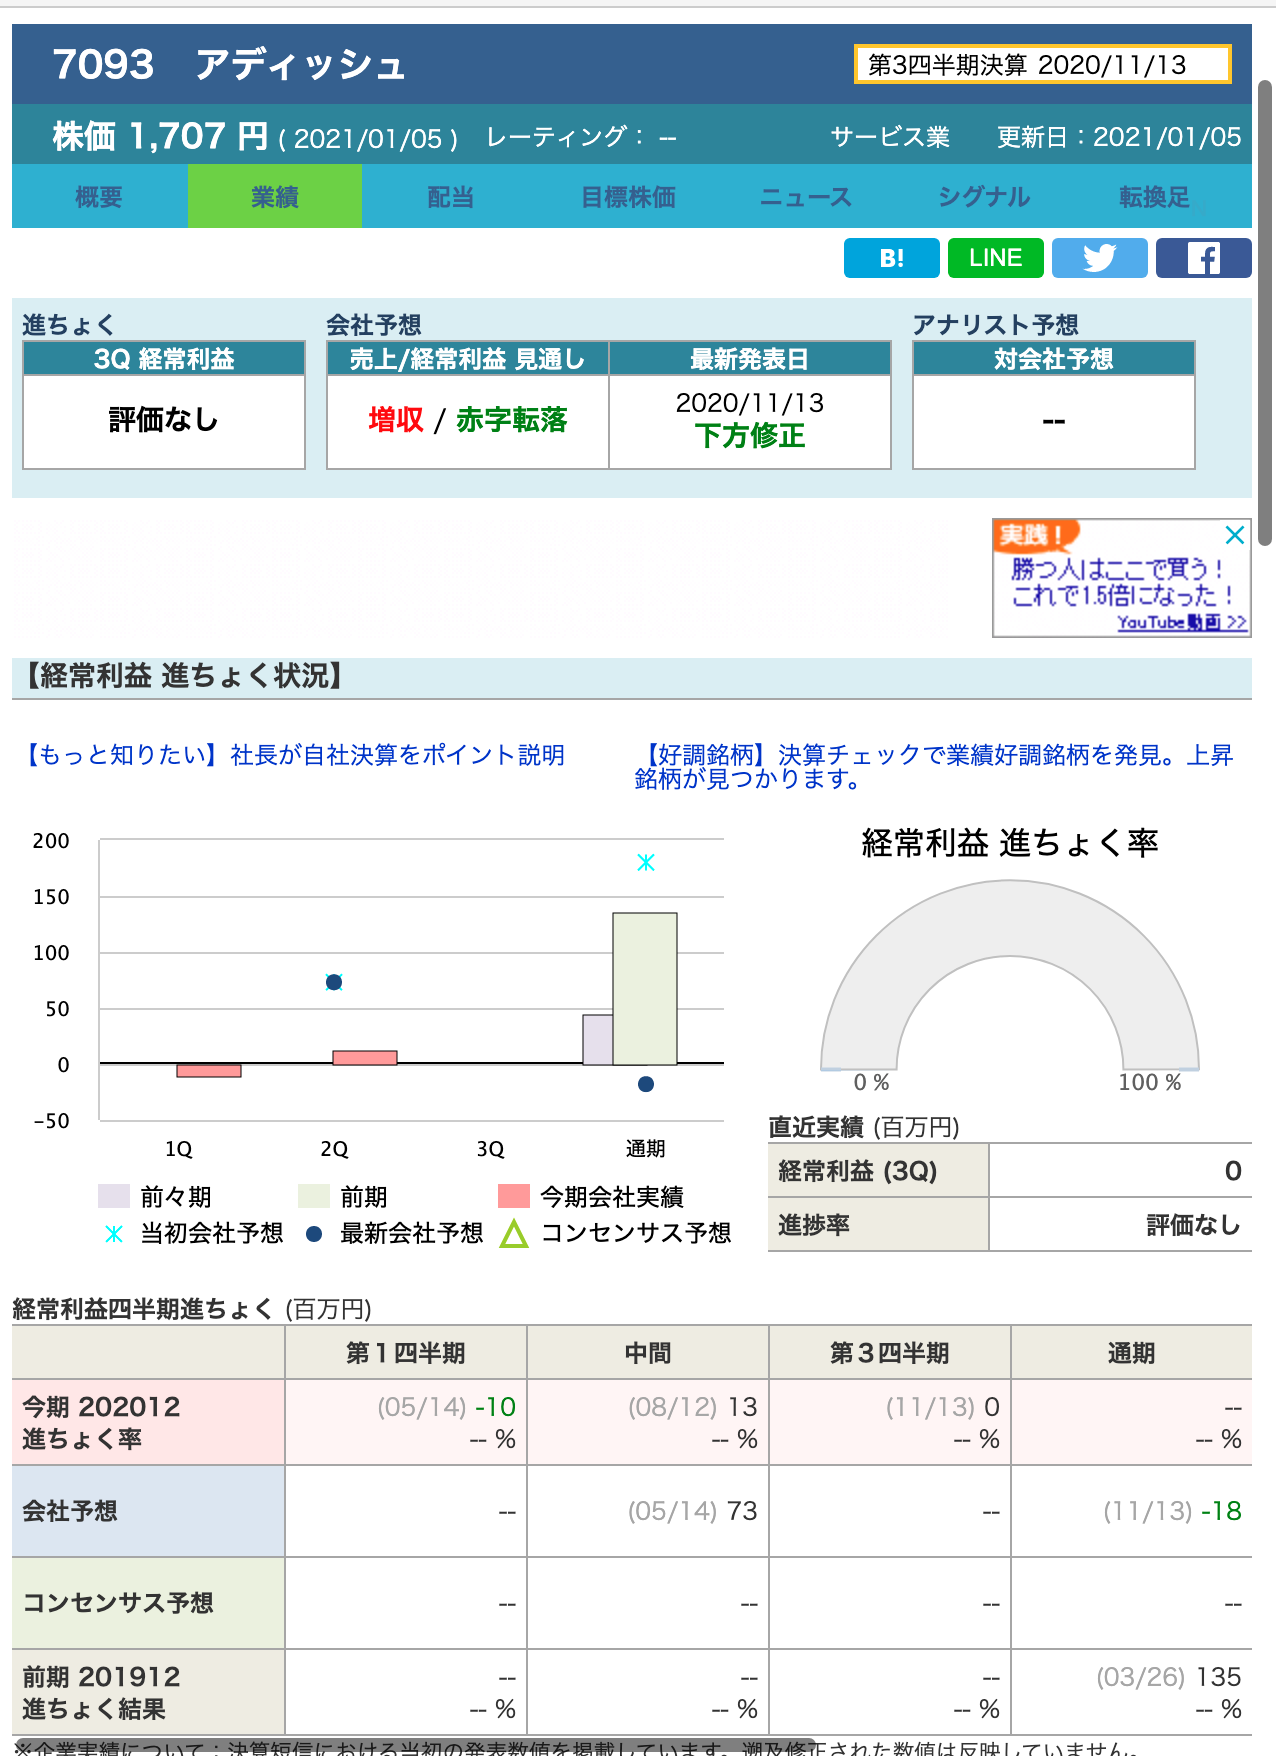 7093　アディッシュ
第3四半期決算 2020/11/13
株価 1,707 円 ( 2021/01/05 )　レーティング： --
サービス業　更新日：2021/01/05
概要　業績　配当　目標株価　ニュース　シグナル　転換足
B!　LINE
進ちょく　会社予想　アナリスト予想
3Q 経常利益　売上/経常利益 見通し　最新発表日　対会社予想
評価なし　増収 / 赤字転落　2020/11/13　--
下方修正
実践！
勝つ人はここで買う！
これで1.5倍になった！
YouTube動画 >>
【経常利益 進ちょく状況】
【もっと知りたい】社長が自社決算をポイント説明
【好調銘柄】決算チェックで業績好調銘柄を発見。上昇
銘柄が見つかります。
経常利益 進ちょく率
200
150
100
50
0
-50
1Q　2Q　3Q　通期
0 %　100 %
前々期　前期　今期会社実績
当初会社予想　最新会社予想　コンセンサス予想
直近実績 (百万円)
経常利益 (3Q)　0
進捗率　評価なし
経常利益四半期進ちょく (百万円)
第１四半期　中間　第３四半期　通期
今期 202012　(05/14) -10　(08/12) 13　(11/13) 0　--
進ちょく率　-- %　-- %　-- %　-- %
会社予想　--　(05/14) 73　--　(11/13) -18
コンセンサス予想　--　--　--　--
前期 201912　--　--　--　(03/26) 135
進ちょく結果　-- %　-- %　-- %　-- %
※企業実績について：決算短信における当初の発表数値を掲載しています。遡及修正された数値は反映していません。